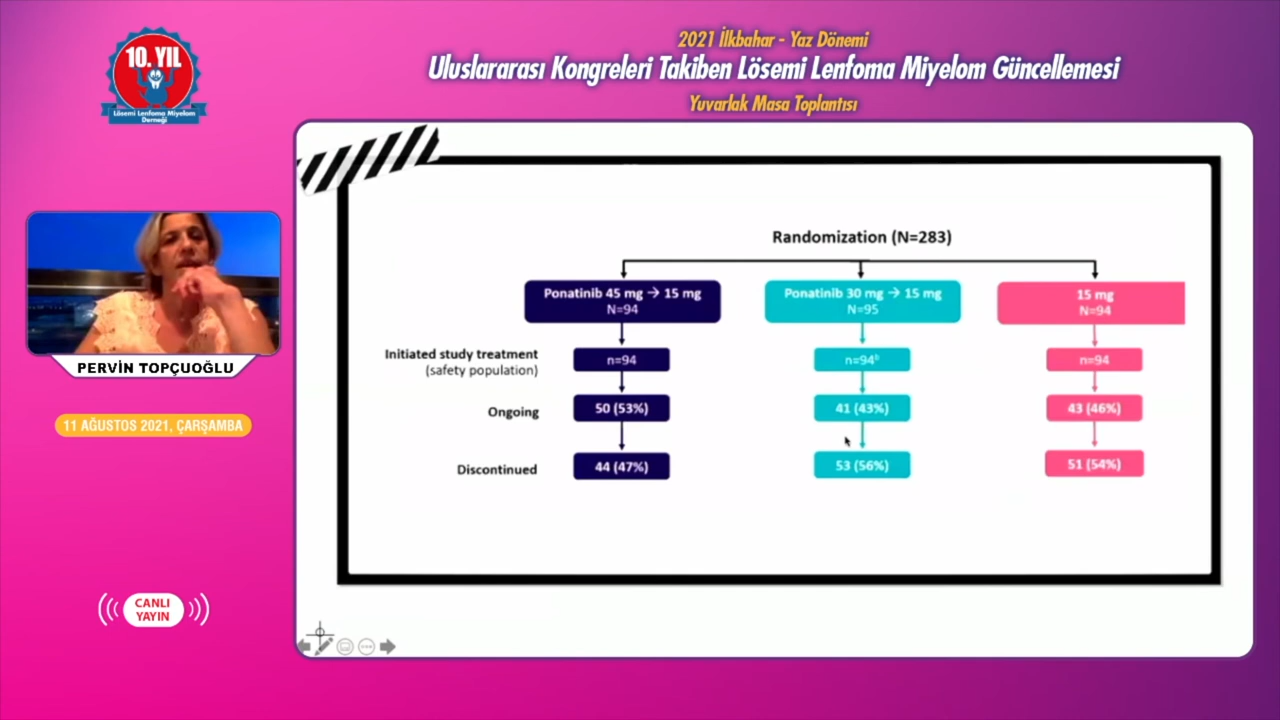 2021 İlkbahar - Yaz Dönemi
Uluslararası Kongreleri Takiben Lösemi Lenfoma Miyelom Güncellemesi
Yuvarlak Masa Toplantısı
10. YIL
Lösemi Lenfoma Miyelom
Derneği
PERVİN TOPÇUOĞLU
11 AĞUSTOS 2021, ÇARŞAMBA
CANLI
YAYIN
Randomization (N=283)
Ponatinib 45 mg → 15 mg
N=94
Ponatinib 30 mg → 15 mg
N=95
15 mg
N=94
Initiated study treatment
(safety population)
n=94
n=94ᵇ
n=94
Ongoing
50 (53%)
41 (43%)
43 (46%)
Discontinued
44 (47%)
53 (56%)
51 (54%)